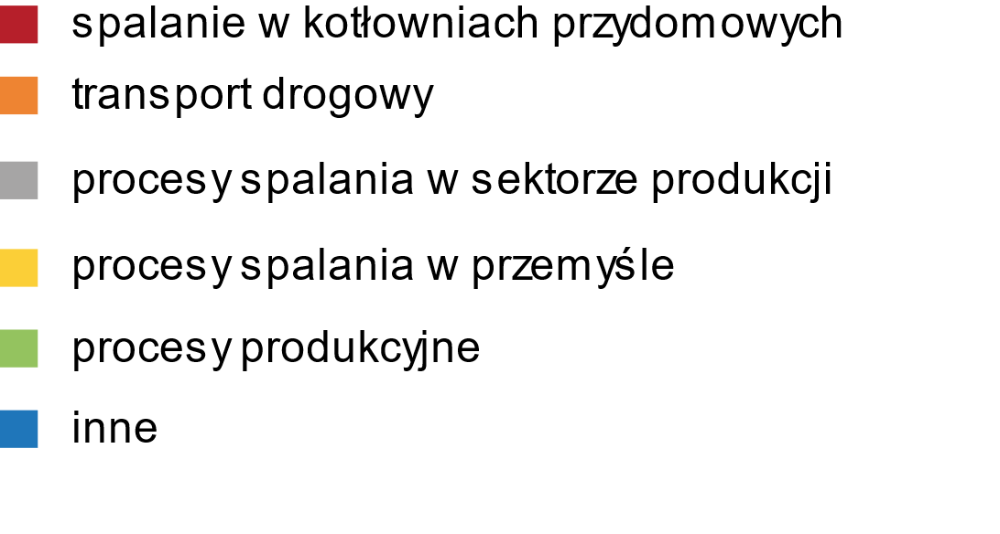 spalanie w kotłowniach przydomowych
transport drogowy
procesy spalania w sektorze produkcji
procesy spalania w przemyśle
procesy produkcyjne
inne